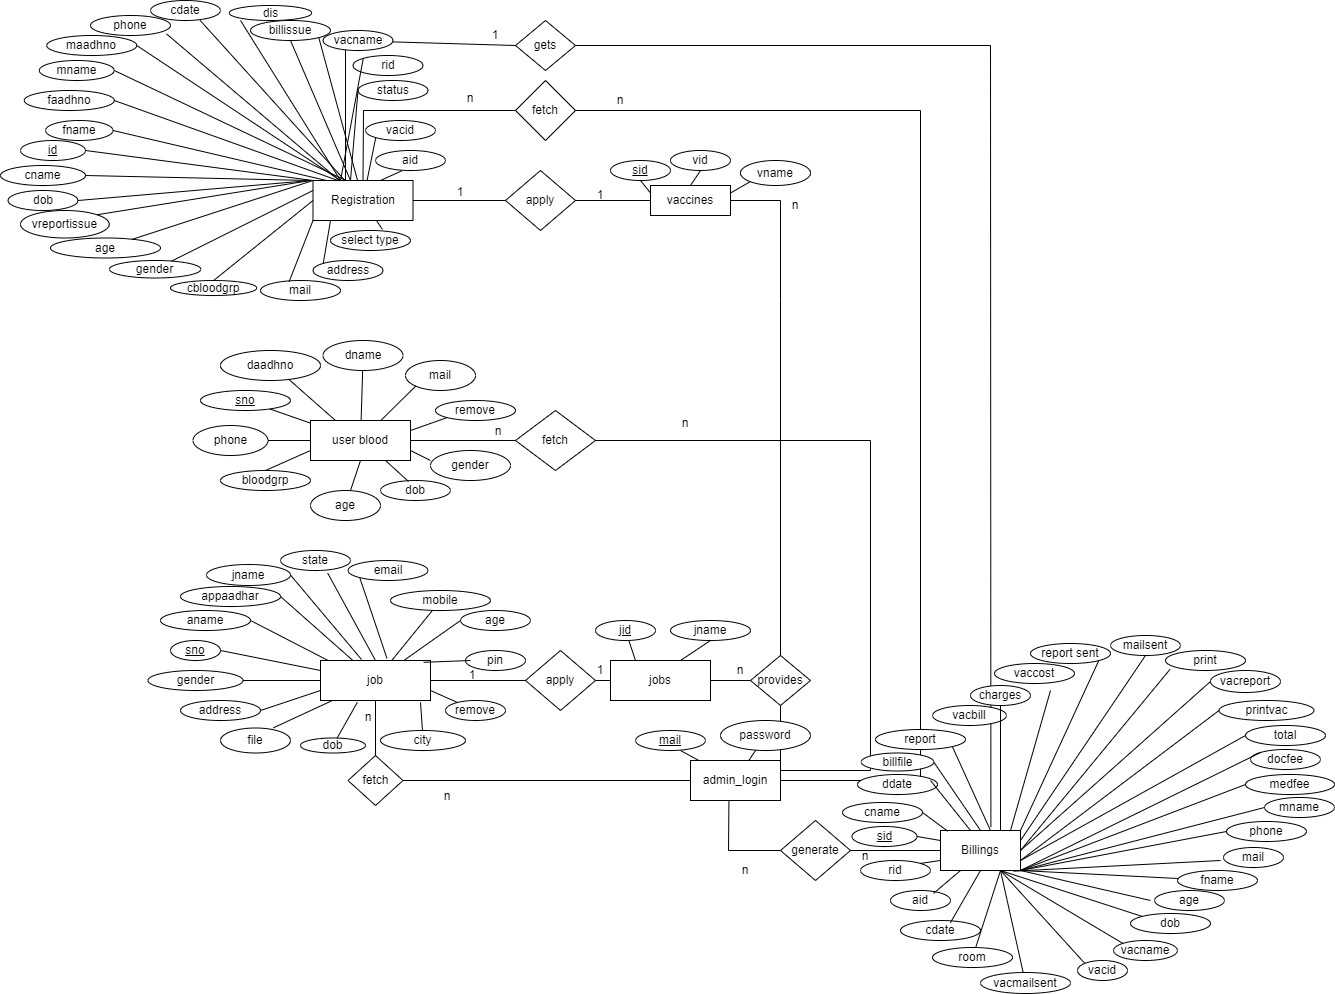 cdate
dis
phone
billissue
maadhno
vacname
1
gets
mname
rid
status
faadhno
n
fetch
n
fname
vacid
id
aid
cname
sid
vid
vname
dob
Registration
1
apply
1
vaccines
n
vreportissue
age
select type
gender
address
cbloodgrp
mail
daadhno
dname
mail
sno
remove
phone
user blood
n
fetch
n
bloodgrp
gender
age
dob
state
jname
email
appaadhar
mobile
aname
age
jid
jname
sno
pin
gender
job
1
apply
1
jobs
n
provides
address
n
remove
file
dob
city
mail
password
fetch
n
admin_login
report sent
mailsent
print
vaccost
charges
vacreport
vacbill
printvac
report
total
billfile
docfee
ddate
medfee
cname
mname
sid
phone
generate
n
Billings
mail
n
rid
fname
aid
age
cdate
dob
room
vacname
vacmailsent
vacid